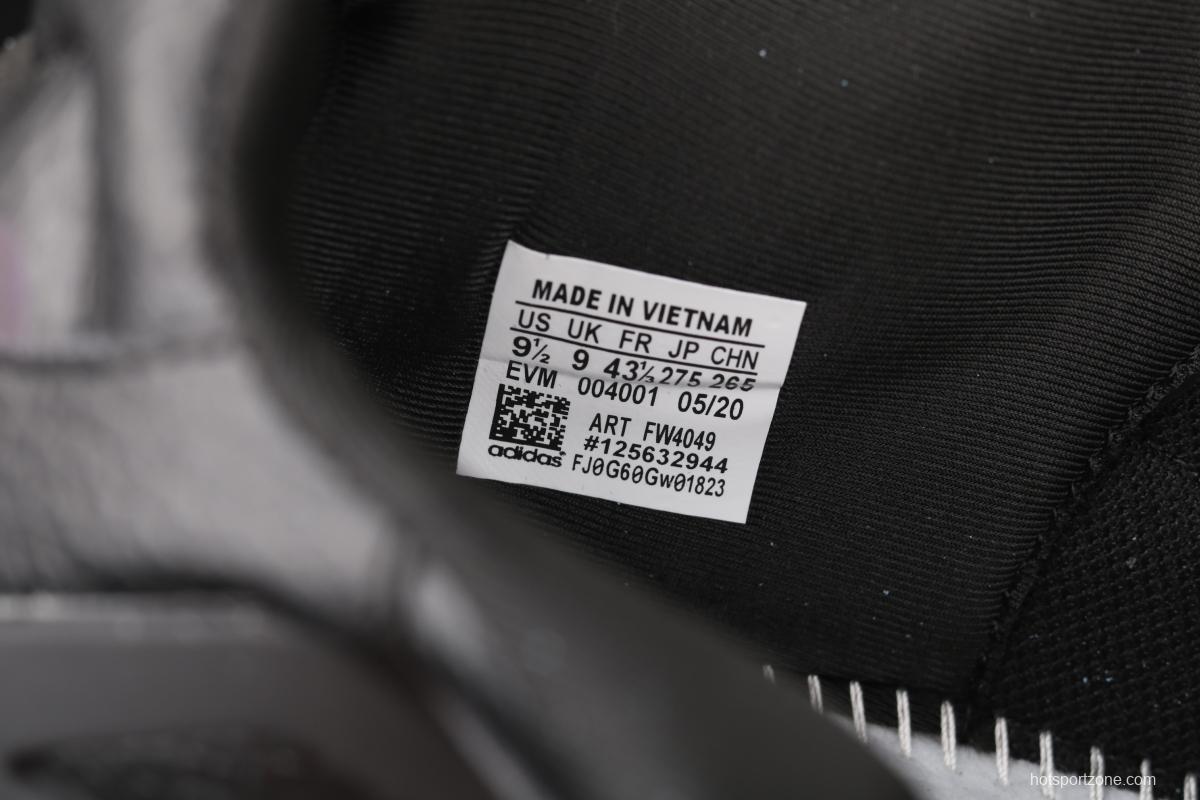 MADE IN VIETNAM
US UK FR JP CHN
9½ 9 43⅓ 275 265
EVM 004001 05/20
ART FW4049
#125632944
adidas FJ0G60Gw01823
hotsportzone.com